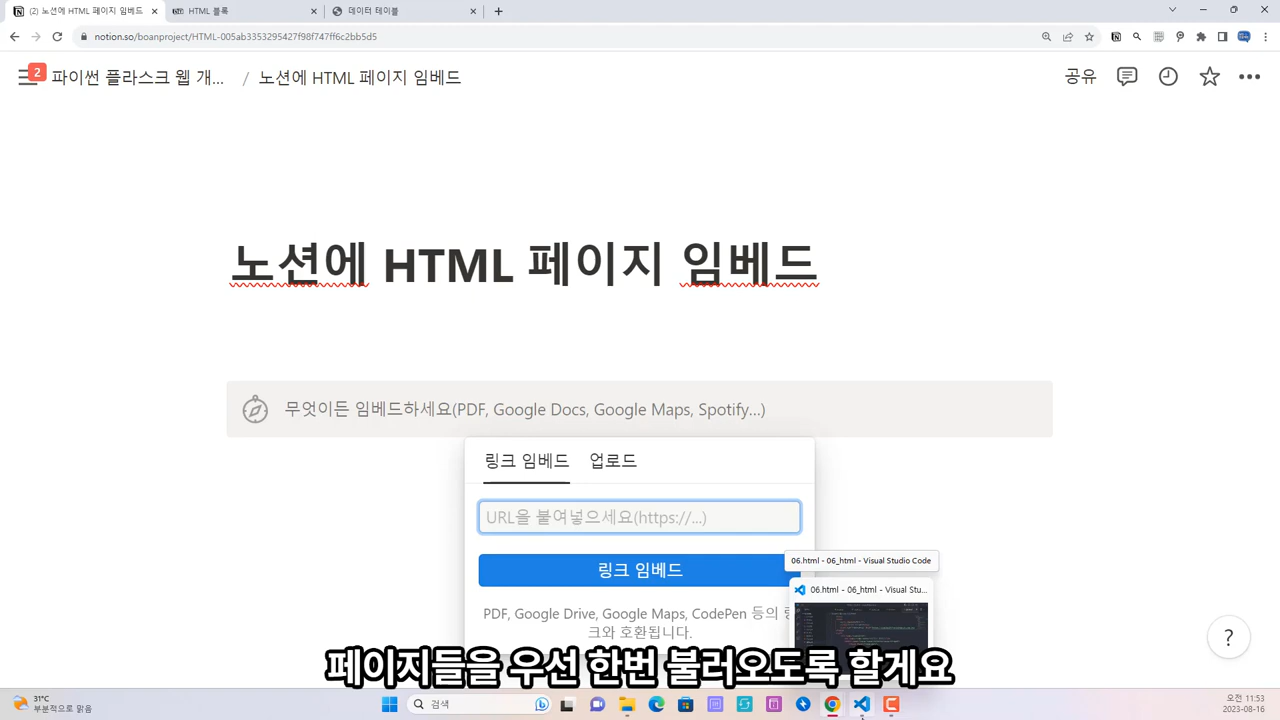 (2) 노션에 HTML 페이지 임베드
HTML 블록
데이터 테이블
notion.so/boanproject/HTML-005ab3353295427f98f747ff6c2bb5d5
2
파이썬 플라스크 웹 개... / 노션에 HTML 페이지 임베드
공유
노션에 HTML 페이지 임베드
무엇이든 임베드하세요(PDF, Google Docs, Google Maps, Spotify...)
링크 임베드 업로드
URL을 붙여넣으세요(https://...)
링크 임베드
06.html - 06_html - Visual Studio Code
06.html - 06_html - Visual Stu...
PDF, Google Drive, Google Maps, CodePen 등의
크와 호환됩니다.
?
페이지들을 우선 한번 불러오도록 할게요
31°C
부분적으로 맑음
검색
오전 11:53
2023-08-16